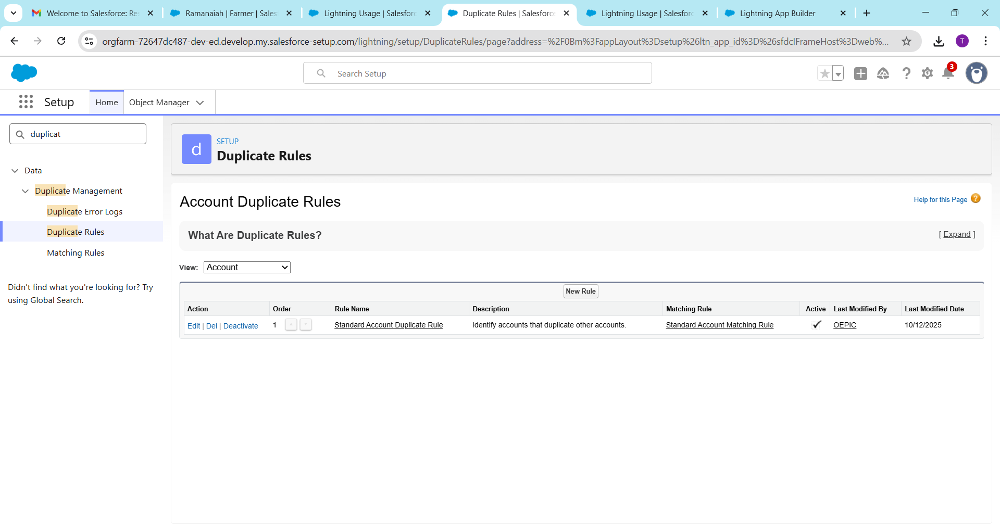 Welcome to Salesforce: Re
Ramanaiah | Farmer | Sales
Lightning Usage | Salesforc
Duplicate Rules | Salesforce
Lightning Usage | Salesforc
Lightning App Builder
orgfarm-72647dc487-dev-ed.develop.my.salesforce-setup.com/lightning/setup/DuplicateRules/page?address=%2F0Bm%3FappLayout%3Dsetup%26ltn_app_id%3D%26sfdcIFrameHost%3Dweb%...
T
Search Setup
3
Setup
Home
Object Manager
duplicat
Data
Duplicate Management
Duplicate Error Logs
Duplicate Rules
Matching Rules
Didn't find what you're looking for? Try
using Global Search.
d
SETUP
Duplicate Rules
Account Duplicate Rules
Help for this Page ?
What Are Duplicate Rules?
[ Expand ]
View: Account
New Rule
Action Order Rule Name Description Matching Rule Active Last Modified By Last Modified Date
Edit | Del | Deactivate 1 Standard Account Duplicate Rule Identify accounts that duplicate other accounts. Standard Account Matching Rule OEPIC 10/12/2025